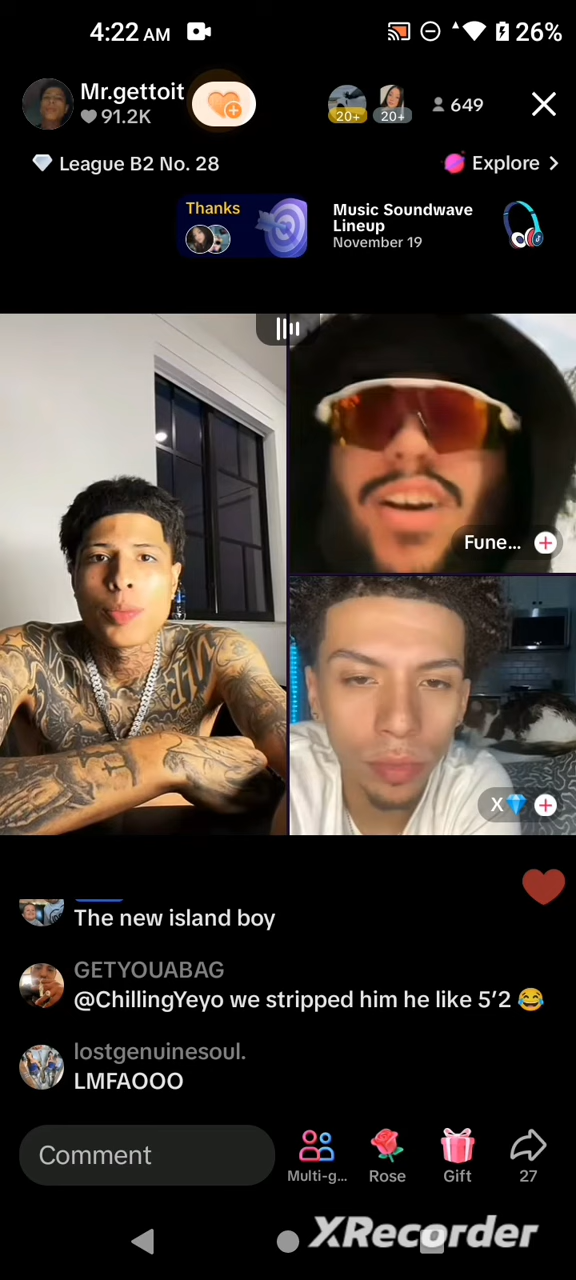 4:22 AM
26%
Mr.gettoit
91.2K
20+
20+
649
League B2 No. 28
Explore
Thanks
Music Soundwave
Lineup
November 19
Fune...
X
The new island boy
GETYOUABAG
@ChillingYeyo we stripped him he like 5'2 😂
lostgenuinesoul.
LMFAOOO
Comment
Multi-g...
Rose
Gift
27
XRecorder